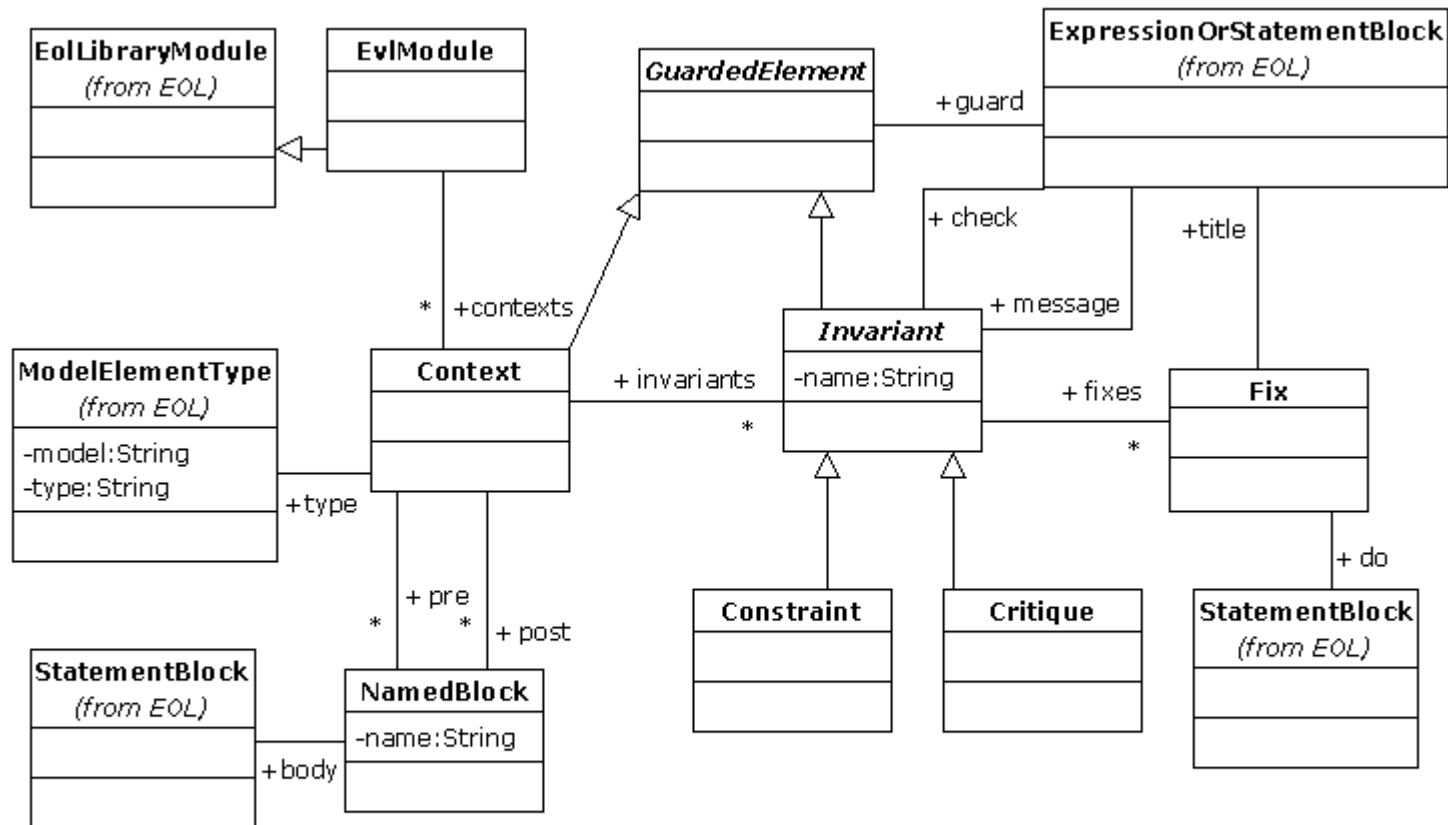 EolLibraryModule
(from EOL)
EvlModule
GuardedElement
ExpressionOrStatementBlock
(from EOL)
+guard
+ check
+title
+ message
* +contexts
ModelElementType
(from EOL)
-model:String
-type:String
+type
Context
+ invariants
*
Invariant
-name:String
+ fixes
*
Fix
+ do
+ pre
* *
+ post
Constraint
Critique
StatementBlock
(from EOL)
StatementBlock
(from EOL)
+body
NamedBlock
-name:String